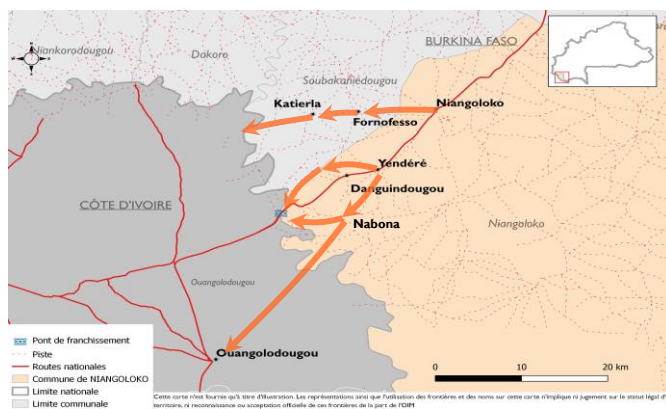 BURKINA FASO
Niankorodougou
Dakoro
Soubakaniédougou
Katierla
Fornofesso
Niangoloko
Yendéré
Danguindougou
CÔTE D'IVOIRE
Nabona
Niangoloko
Ouangolodougou
Ouangolodougou
Pont de franchissement
Piste
Routes nationales
Commune de NIANGOLOKO
Limite nationale
Limite communale
0 10 20 km
Cette carte n'est fournie qu'à titre d'illustration. Les représentations ainsi que l'utilisation des frontières et des noms sur cette carte n'implique ni jugement sur le statut légal d'
territoire, ni reconnaissance ou acceptation officielle de ces frontières de la part de l'OIM